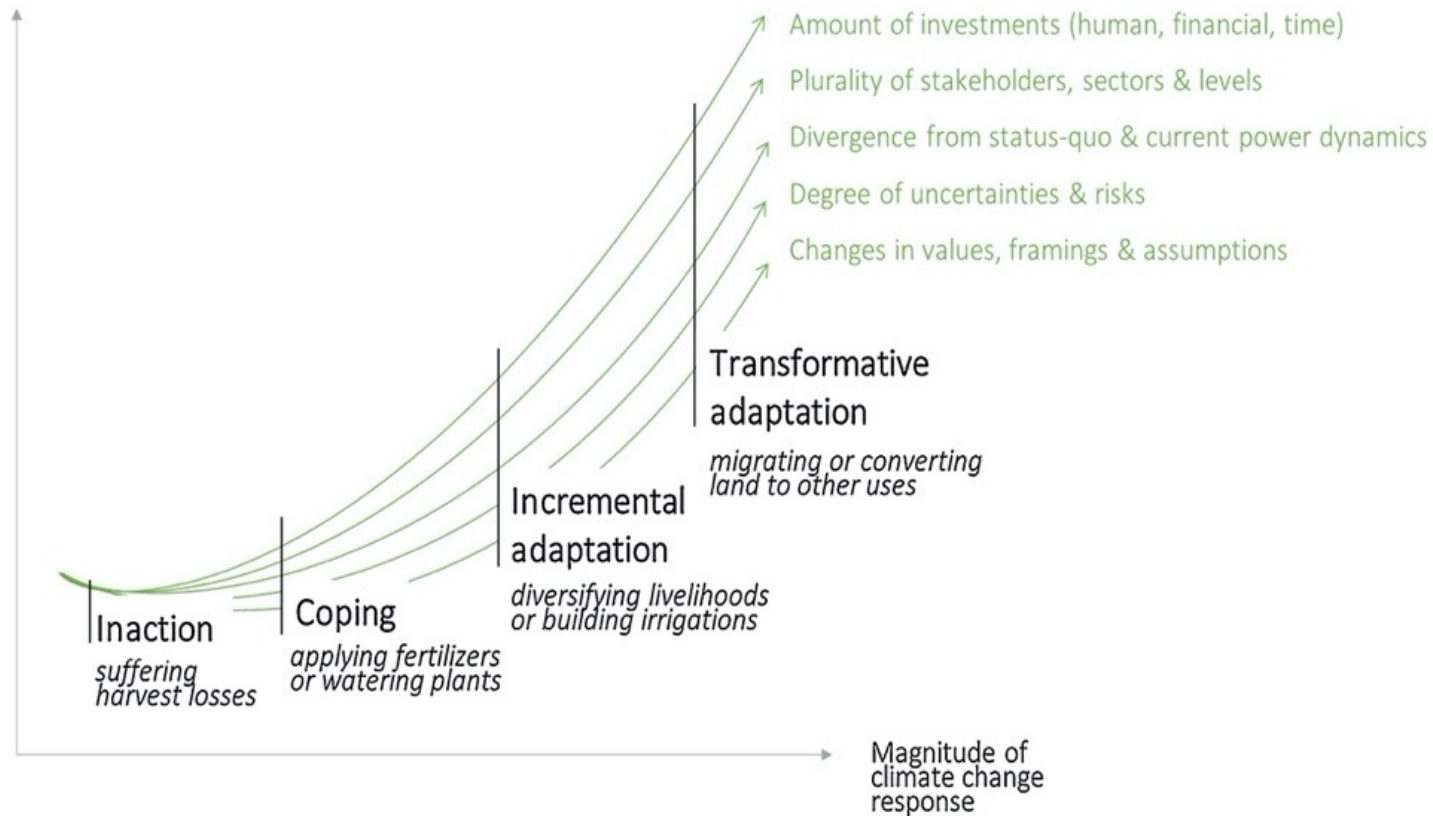 Amount of investments (human, financial, time)
Plurality of stakeholders, sectors & levels
Divergence from status-quo & current power dynamics
Degree of uncertainties & risks
Changes in values, framings & assumptions
Transformative
adaptation
migrating or converting
land to other uses
Incremental
adaptation
diversifying livelihoods
or building irrigations
Coping
applying fertilizers
or watering plants
Inaction
suffering
harvest losses
Magnitude of
climate change
response